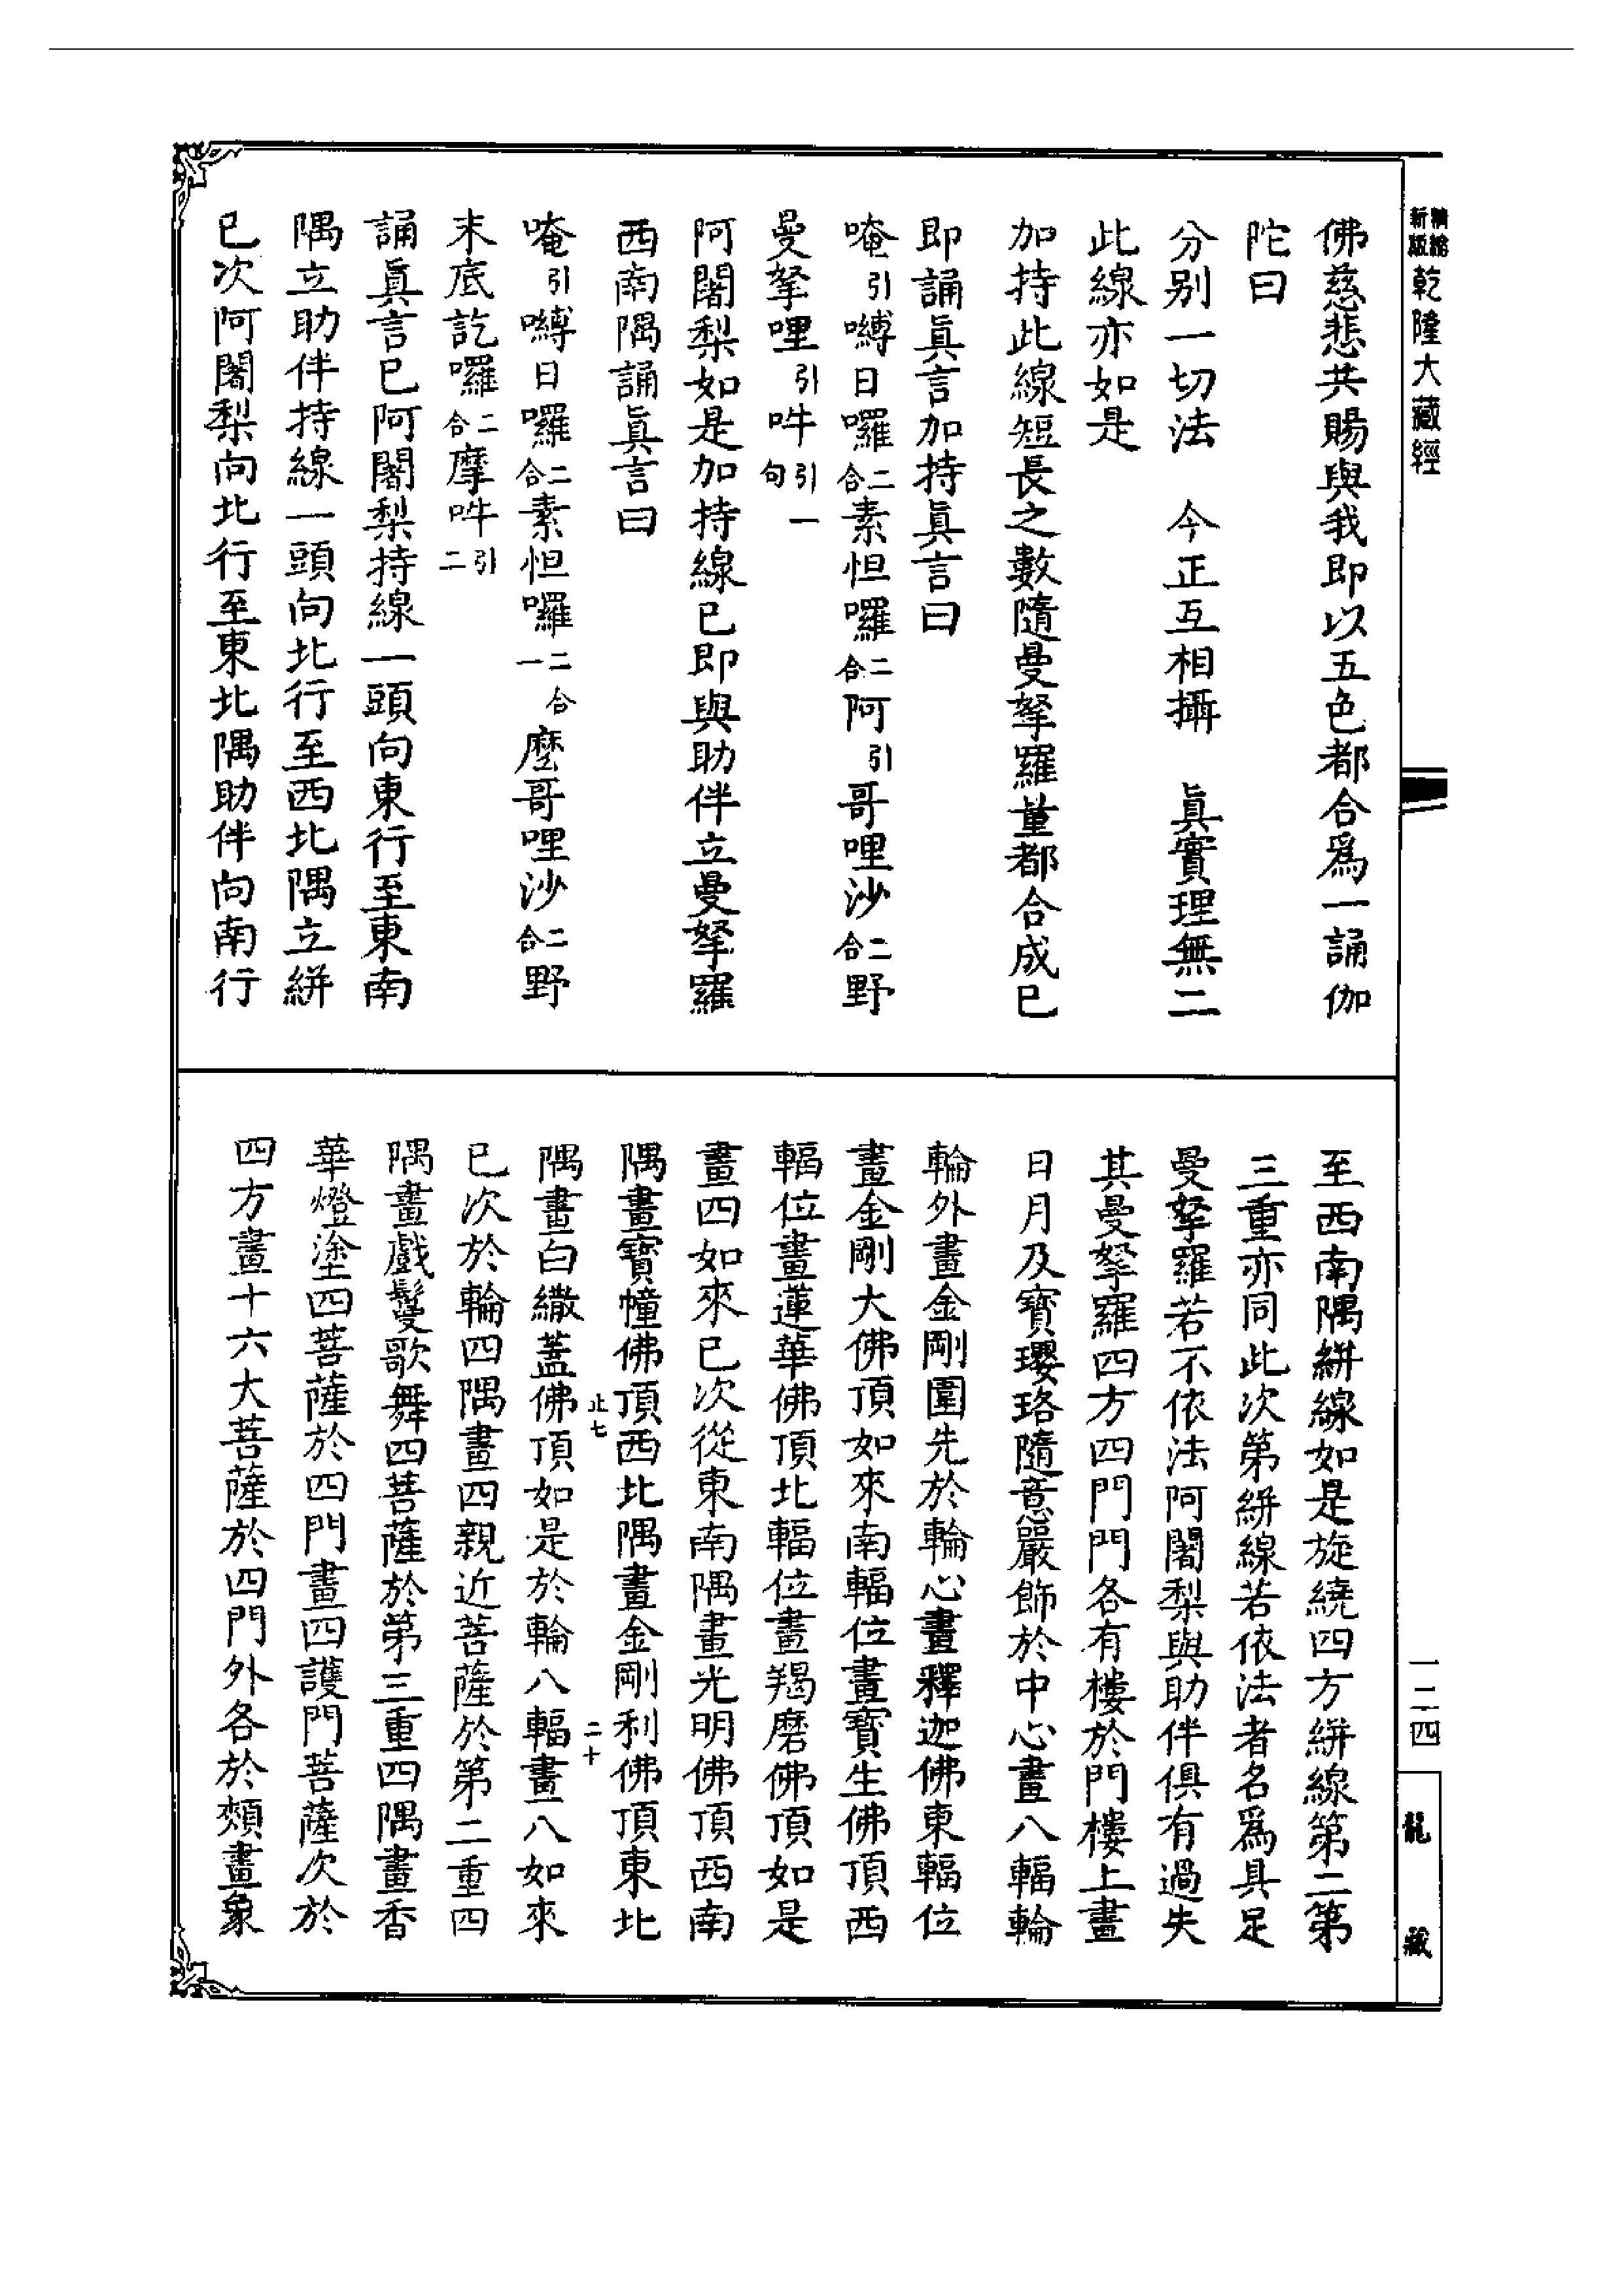 乾隆大藏經
佛慈悲共賜與我即以五色都合爲一誦伽
陀曰
分别一切法　今正互相攝　眞實理無二
此線亦如是
加持此線短長之數隨曼拏羅量都合成已
即誦眞言加持眞言曰
唵引嚩日囉二合素怛囉二合阿引哥哩沙二合野
曼拏哩引吽引一句
阿闍梨如是加持線已即與助伴立曼拏羅
西南隅誦眞言曰
唵引嚩日囉二合素怛囉二合一麼哥哩沙二合野
末底訖囉二合摩吽引二
誦眞言已阿闍梨持線一頭向東行至東南
隅立助伴持線一頭向北行至西北隅立絣
已次阿闍梨向北行至東北隅助伴向南行
一二四
龍藏
至西南隅絣線如是旋繞四方絣線第二第
三重亦同此次第絣線若依法者名爲具足
曼拏羅若不依法阿闍梨與助伴俱有過失
其曼拏羅四方四門門各有樓於門樓上畫
日月及寶瓔珞隨意嚴飾於中心畫八輻輪
輪外畫金剛圍先於輪心畫釋迦佛東輻位
畫金剛大佛頂如來南輻位畫寶生佛頂西
輻位畫蓮華佛頂北輻位畫羯磨佛頂如是
畫四如來已次從東南隅畫光明佛頂西南
隅畫寶幢佛頂西北隅畫金剛利佛頂東北
止七
二十
隅畫白繖蓋佛頂如是於輪八輻畫八如來
已次於輪四隅畫四親近菩薩於第二重四
隅畫戲鬘歌舞四菩薩於第三重四隅畫香
華燈塗四菩薩於四門畫四護門菩薩次於
四方畫十六大菩薩於四門外各於頰畫象